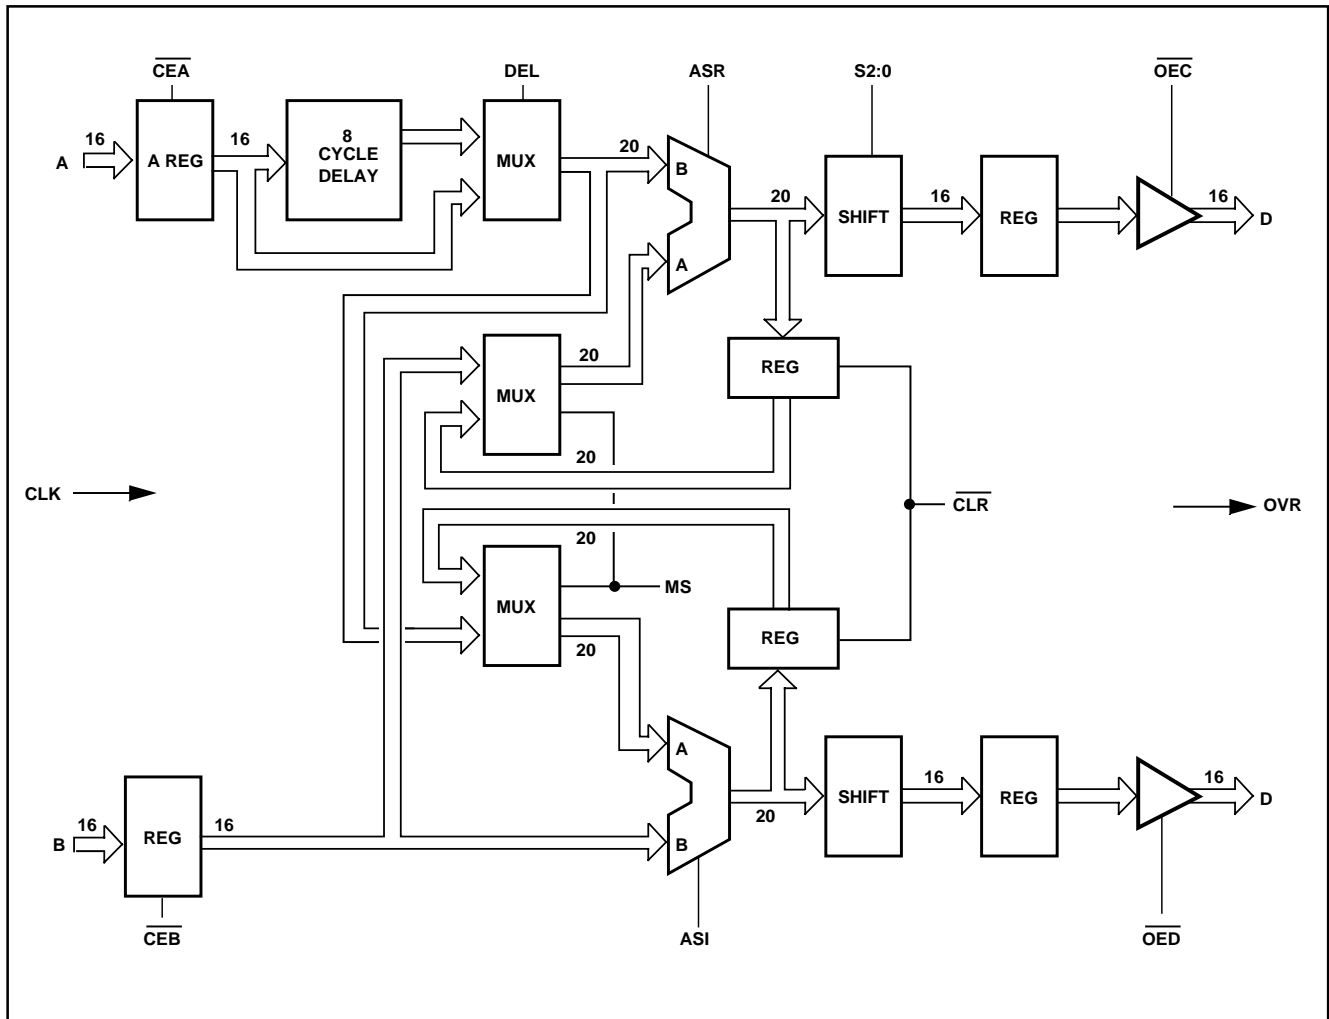 CEA
DEL
ASR
S2:0
OEC
A
16
A REG
16
8
CYCLE
DELAY
MUX
20
B
A
20
SHIFT
16
REG
16
D
MUX
20
20
REG
CLK
CLR
OVR
20
MUX
MS
20
REG
B
16
REG
16
CEB
A
B
20
ASI
SHIFT
16
REG
16
D
OED